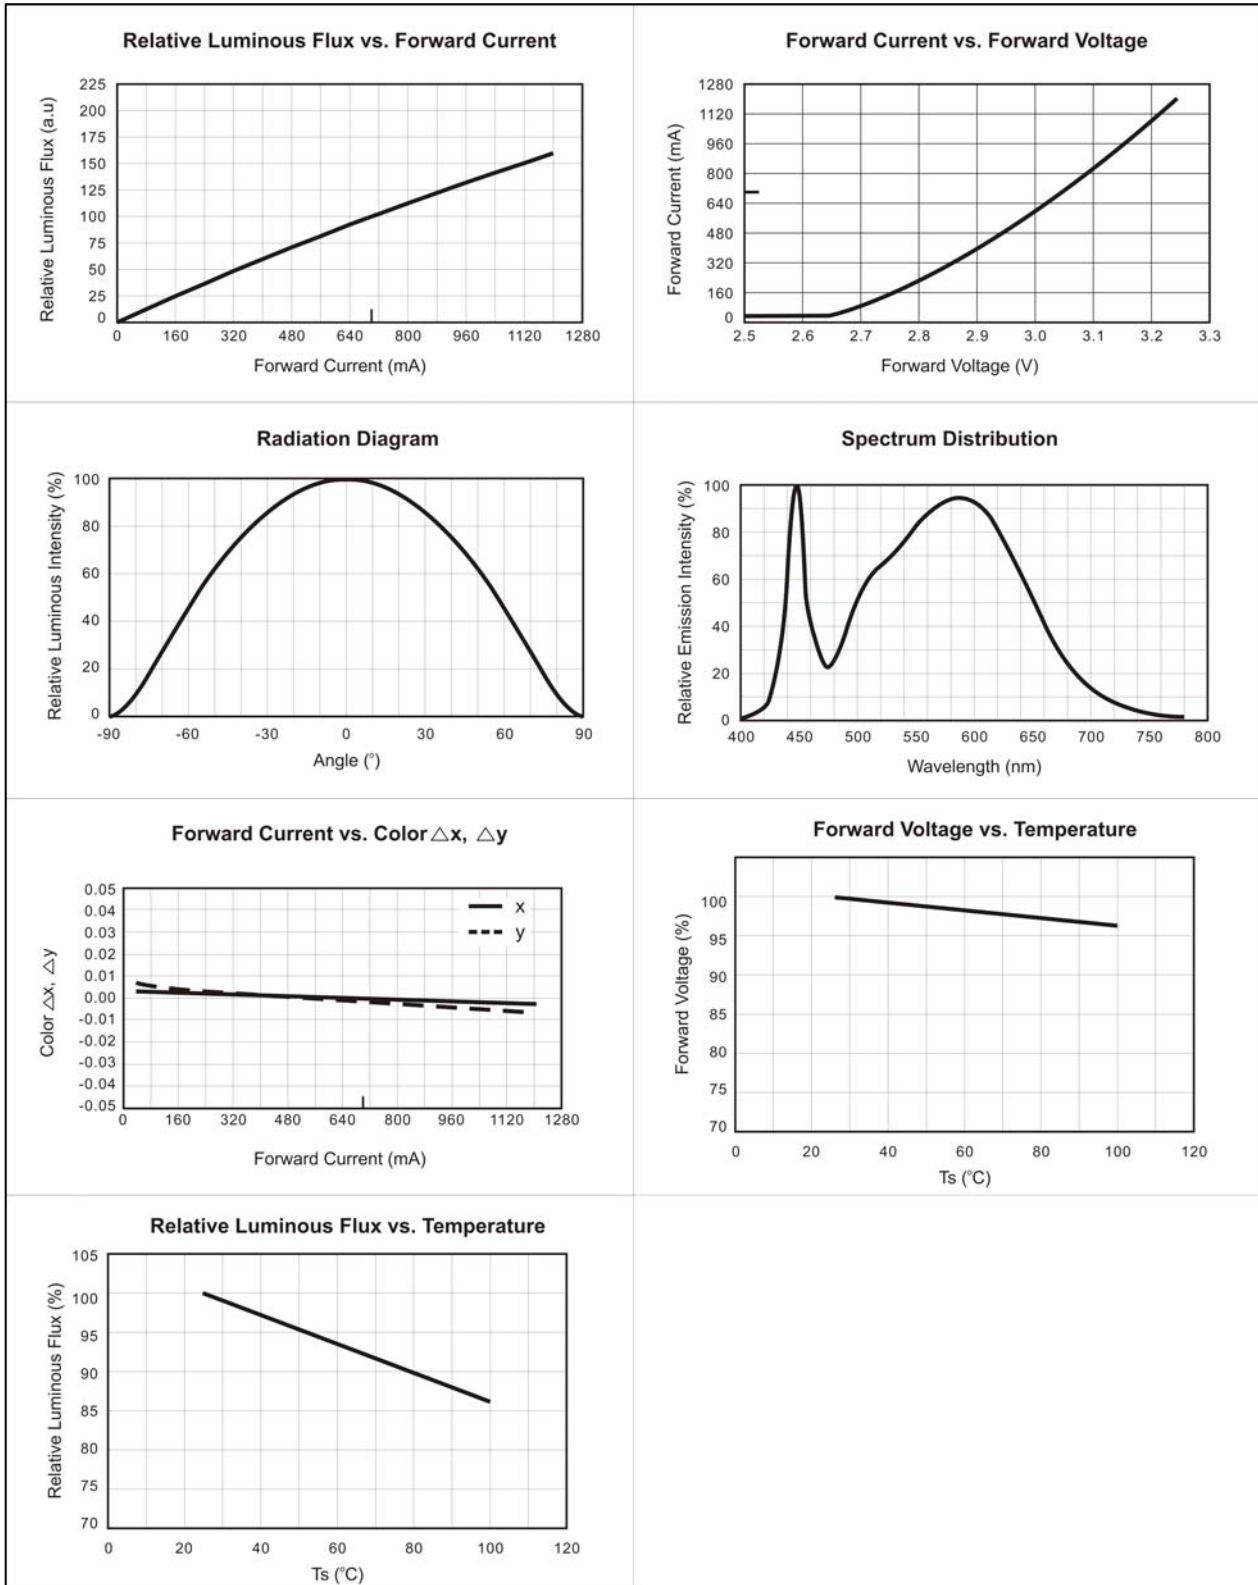 Relative Luminous Flux vs. Forward Current
Relative Luminous Flux (a.u)
225
200
175
150
125
100
75
50
25
0
0 160 320 480 640 800 960 1120 1280
Forward Current (mA)
Forward Current vs. Forward Voltage
Forward Current (mA)
1280
1120
960
800
640
480
320
160
0
2.5 2.6 2.7 2.8 2.9 3.0 3.1 3.2 3.3
Forward Voltage (V)
Radiation Diagram
Relative Luminous Intensity (%)
100
80
60
40
20
0
-90 -60 -30 0 30 60 90
Angle (°)
Spectrum Distribution
Relative Emission Intensity (%)
100
80
60
40
20
0
400 450 500 550 600 650 700 750 800
Wavelength (nm)
Forward Current vs. Color △x, △y
Color △x, △y
0.05
0.04
0.03
0.02
0.01
0.00
-0.01
-0.02
-0.03
-0.04
-0.05
x
y
0 160 320 480 640 800 960 1120 1280
Forward Current (mA)
Forward Voltage vs. Temperature
Forward Voltage (%)
100
95
90
85
80
75
70
0 20 40 60 80 100 120
Ts (°C)
Relative Luminous Flux vs. Temperature
Relative Luminous Flux (%)
105
100
95
90
85
80
75
70
0 20 40 60 80 100 120
Ts (°C)